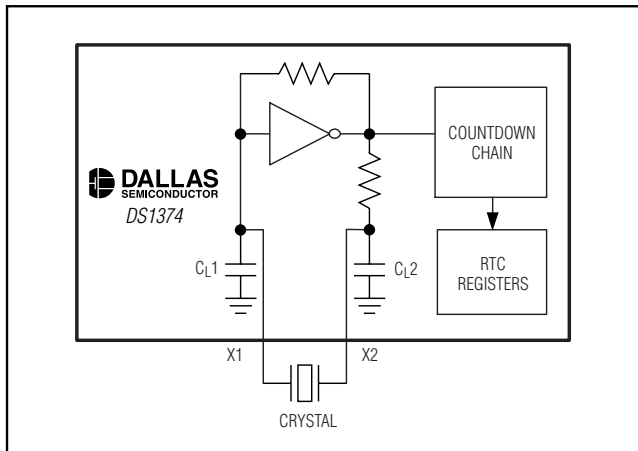 COUNTDOWN
CHAIN
DALLAS
SEMICONDUCTOR
DS1374
CL1
CL2
RTC
REGISTERS
X1
X2
CRYSTAL